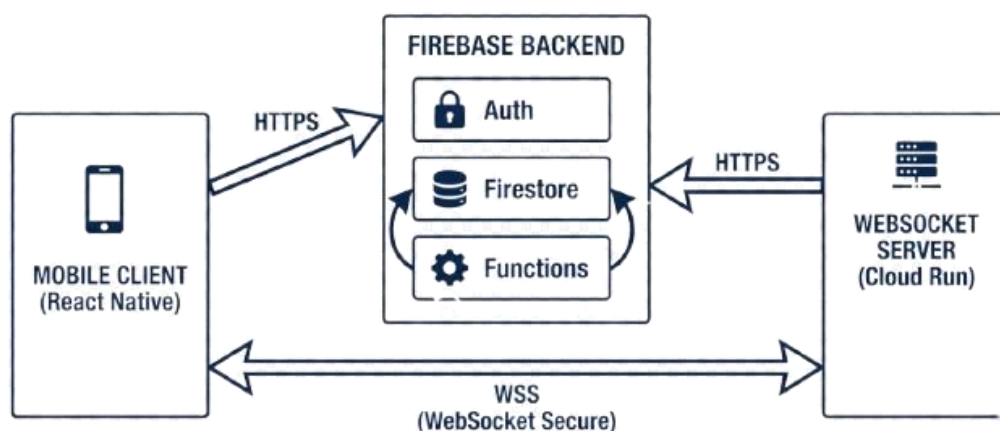 FIREBASE BACKEND
Auth
Firestore
Functions
HTTPS
MOBILE CLIENT
(React Native)
HTTPS
WEBSOCKET
SERVER
(Cloud Run)
WSS
(WebSocket Secure)